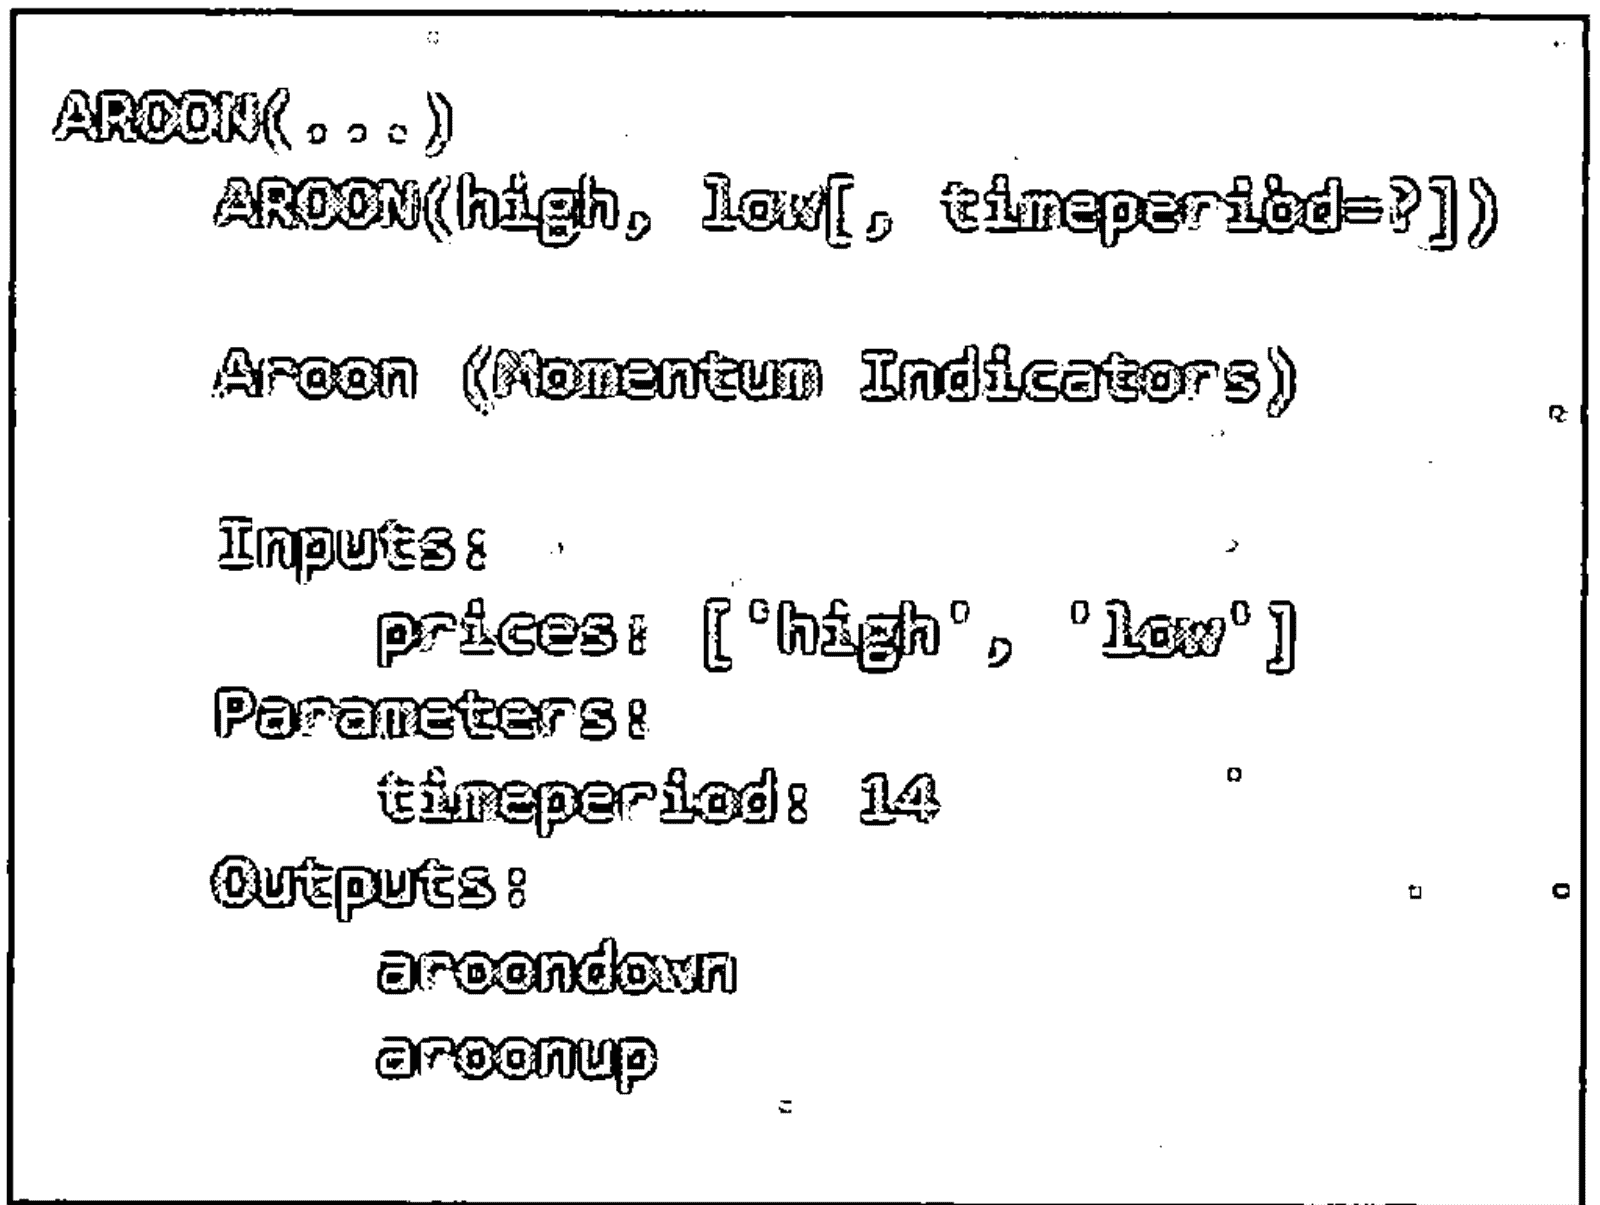 AROON(...)
AROON(high, low[, timeperiod=?])
Aroon (Momentum Indicators)
Inputs:
prices: ['high', 'low']
Parameters:
timeperiod: 14
Outputs:
aroondown
aroonup